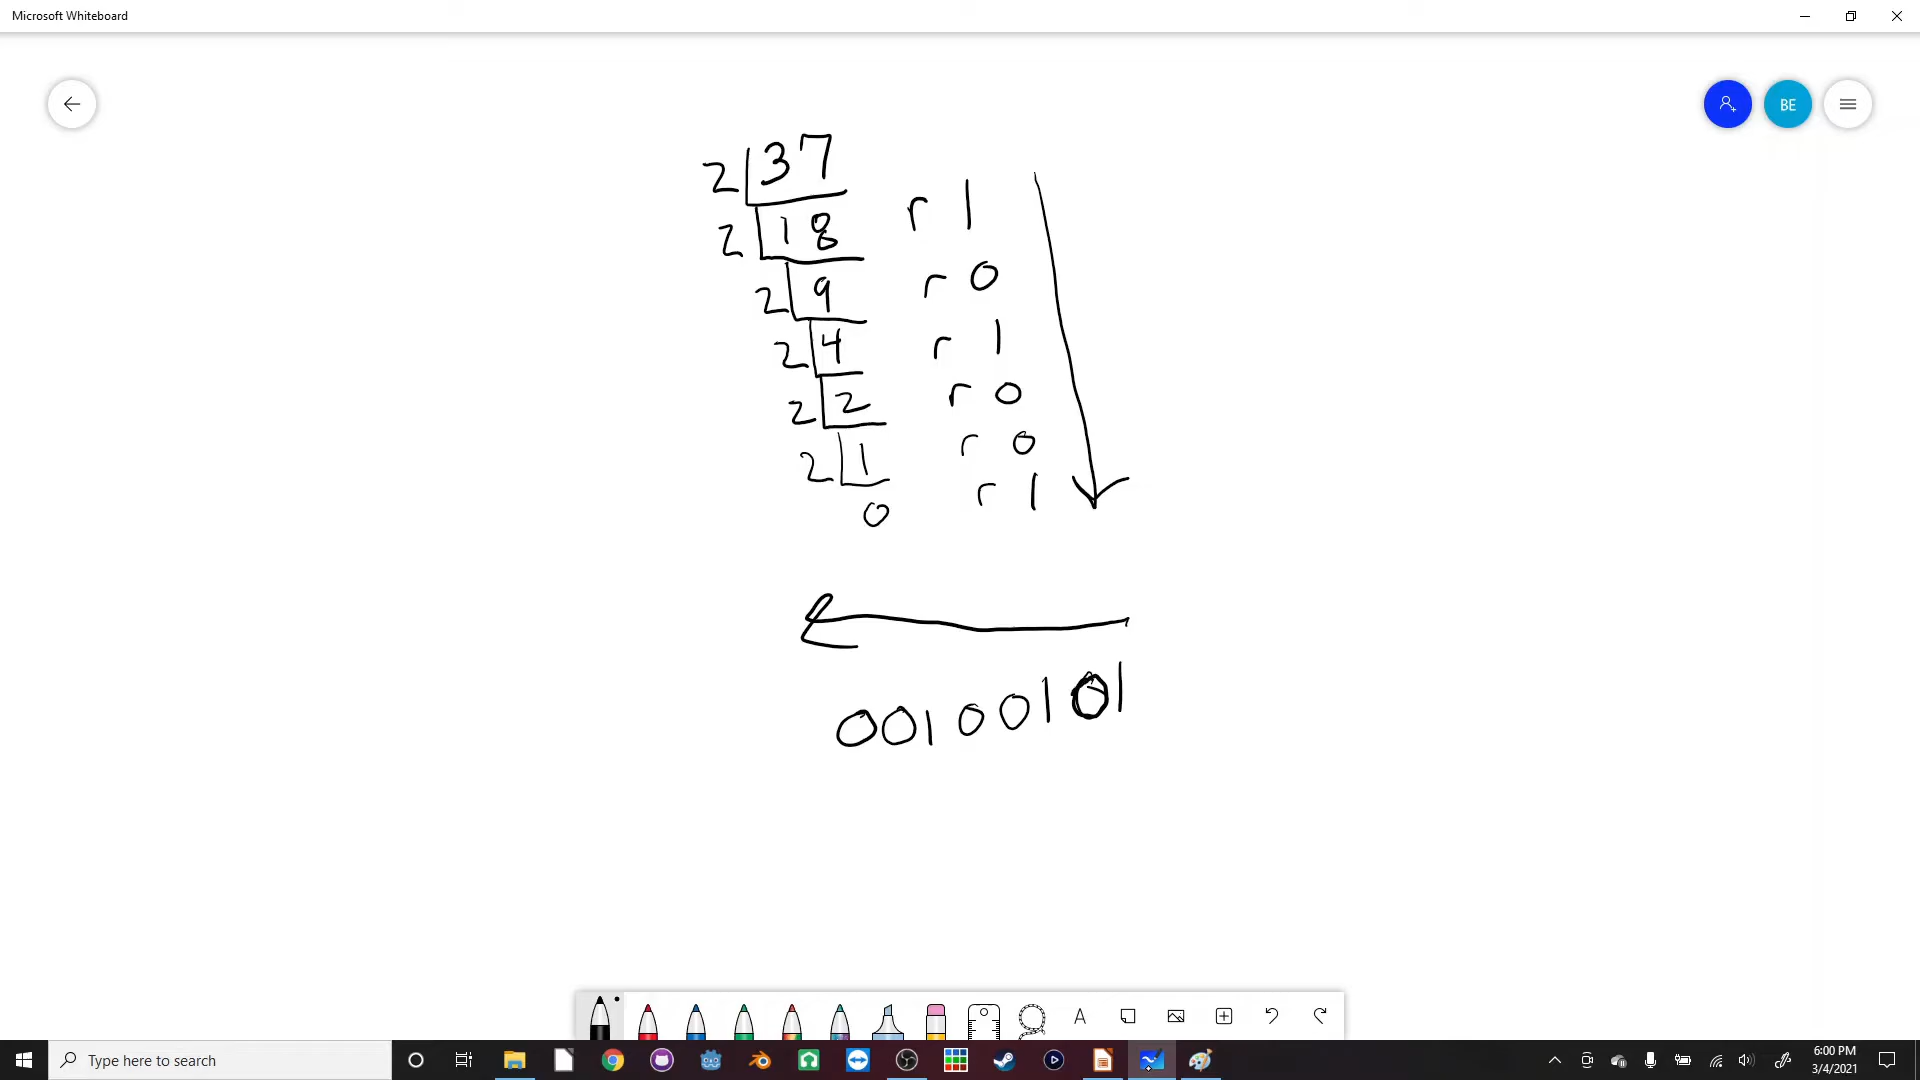 Microsoft Whiteboard
BE
2 37
2 18 r 1
2 9 r 0
2 4 r 1
2 2 r 0
2 1 r 0
0 r 1
00100101
A
Type here to search
6:00 PM
3/4/2021